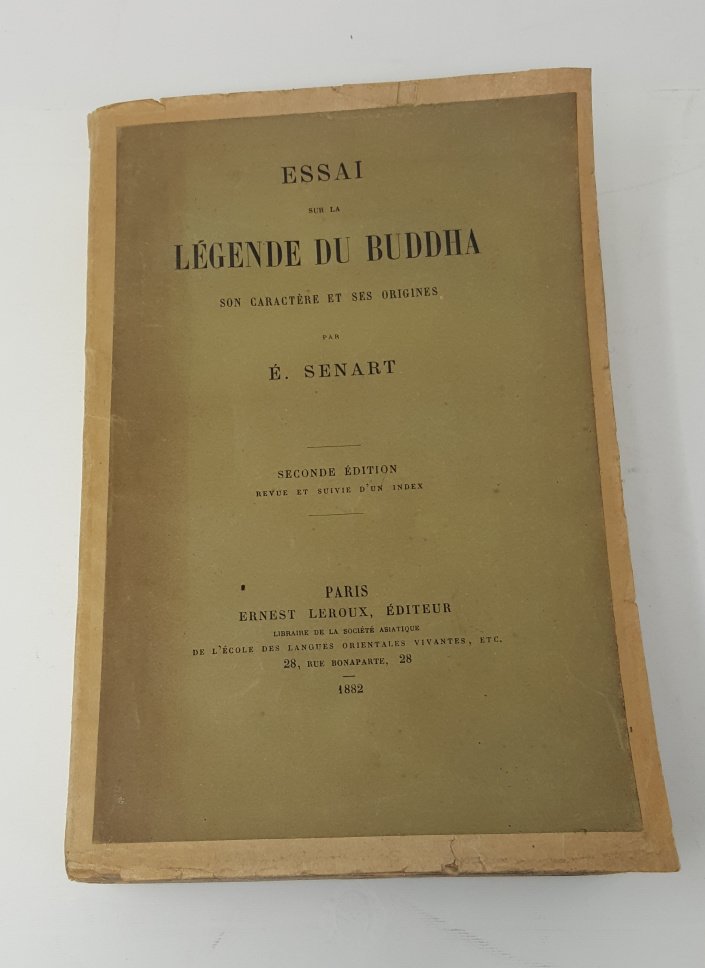 ESSAI
SUR LA
LÉGENDE DU BUDDHA
SON CARACTÈRE ET SES ORIGINES
PAR
É. SENART
SECONDE ÉDITION
REVUE ET SUIVIE D'UN INDEX
PARIS
ERNEST LEROUX, ÉDITEUR
LIBRAIRE DE LA SOCIÉTÉ ASIATIQUE
DE L'ÉCOLE DES LANGUES ORIENTALES VIVANTES, ETC.
28, RUE BONAPARTE, 28
1882